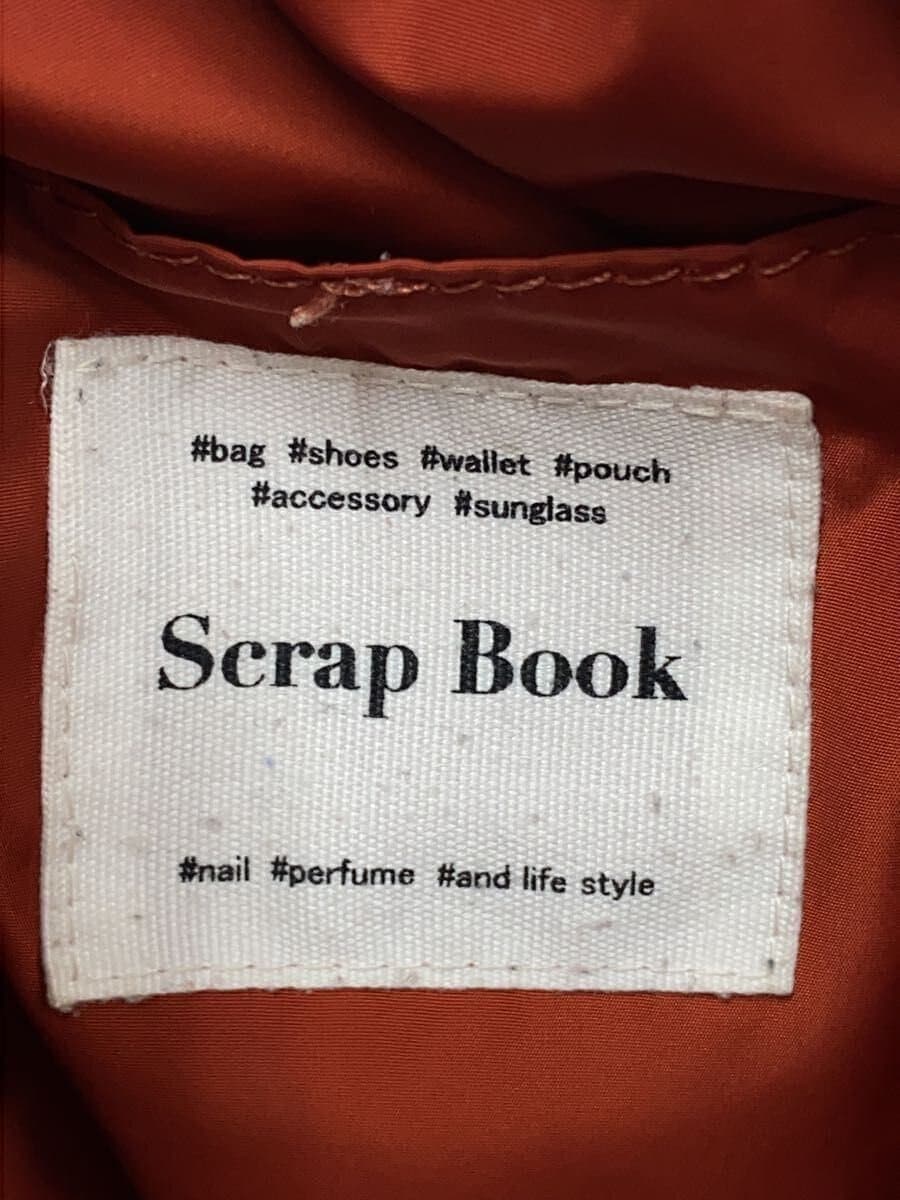 #bag #shoes #wallet #pouch
#accessory #sunglass
Scrap Book
#nail #perfume #and life style